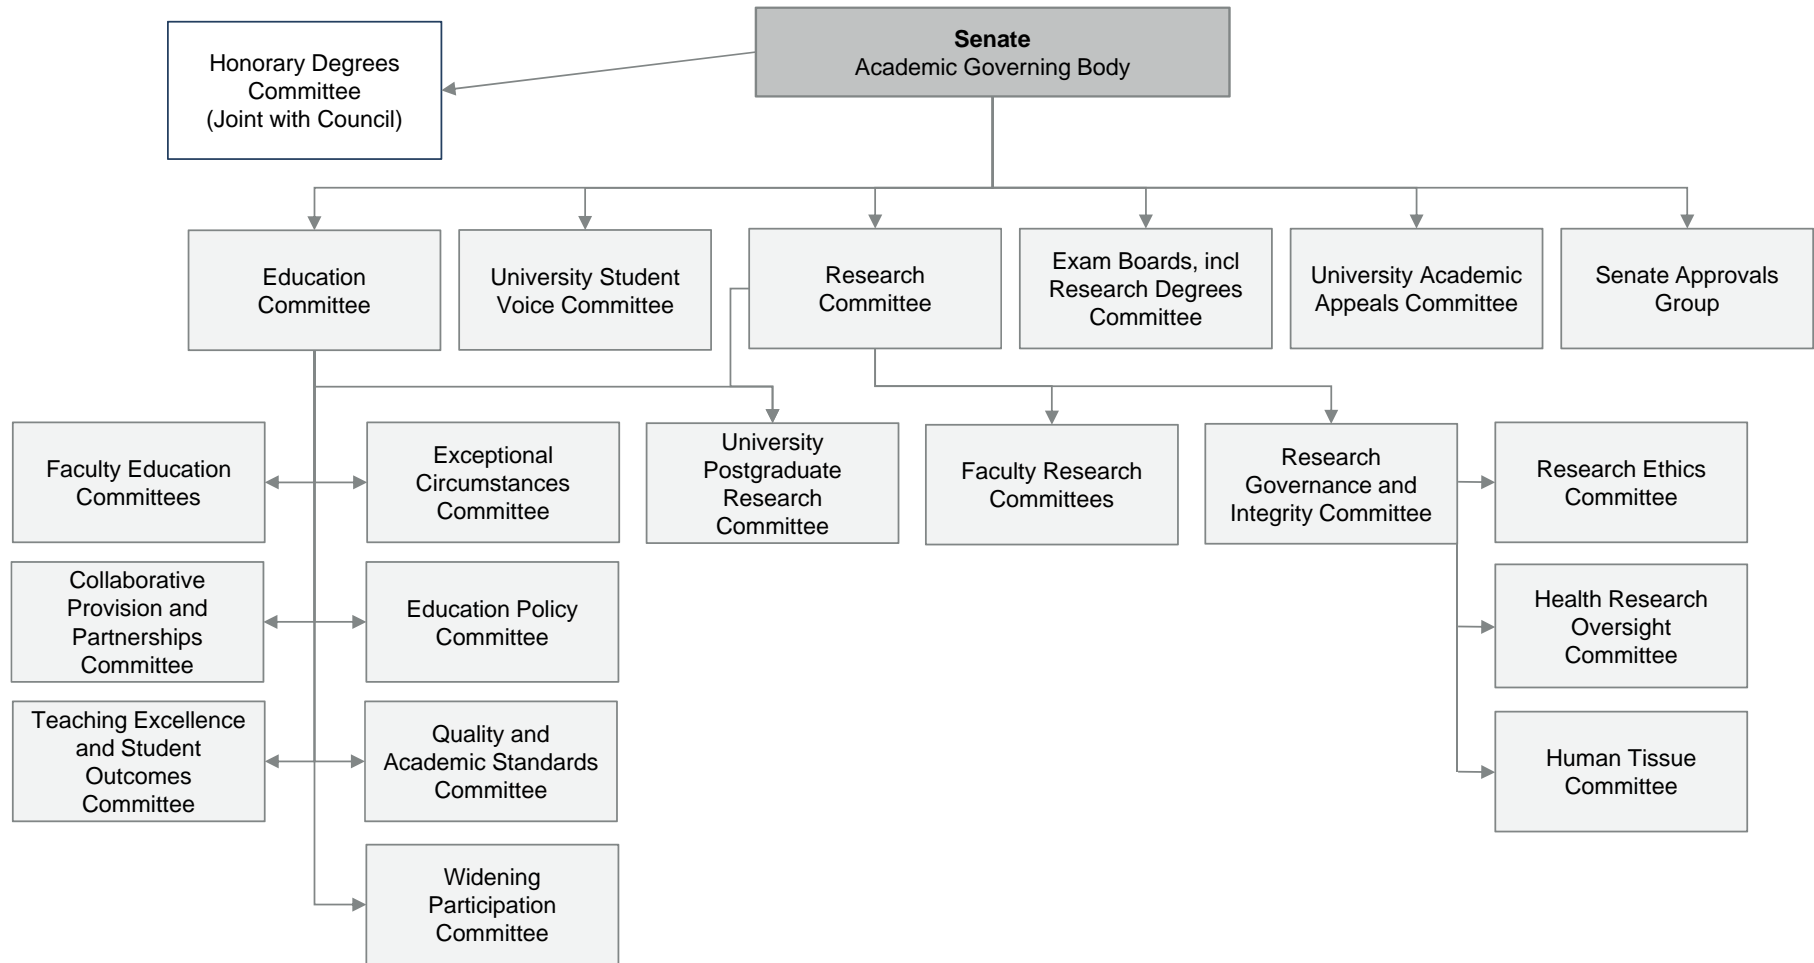 Honorary Degrees
Committee
(Joint with Council)
Senate
Academic Governing Body
Education
Committee
University Student
Voice Committee
Research
Committee
Exam Boards, incl
Research Degrees
Committee
University Academic
Appeals Committee
Senate Approvals
Group
Faculty Education
Committees
Exceptional
Circumstances
Committee
University
Postgraduate
Research
Committee
Faculty Research
Committees
Research
Governance and
Integrity Committee
Research Ethics
Committee
Collaborative
Provision and
Partnerships
Committee
Education Policy
Committee
Health Research
Oversight
Committee
Teaching Excellence
and Student
Outcomes
Committee
Quality and
Academic Standards
Committee
Human Tissue
Committee
Widening
Participation
Committee